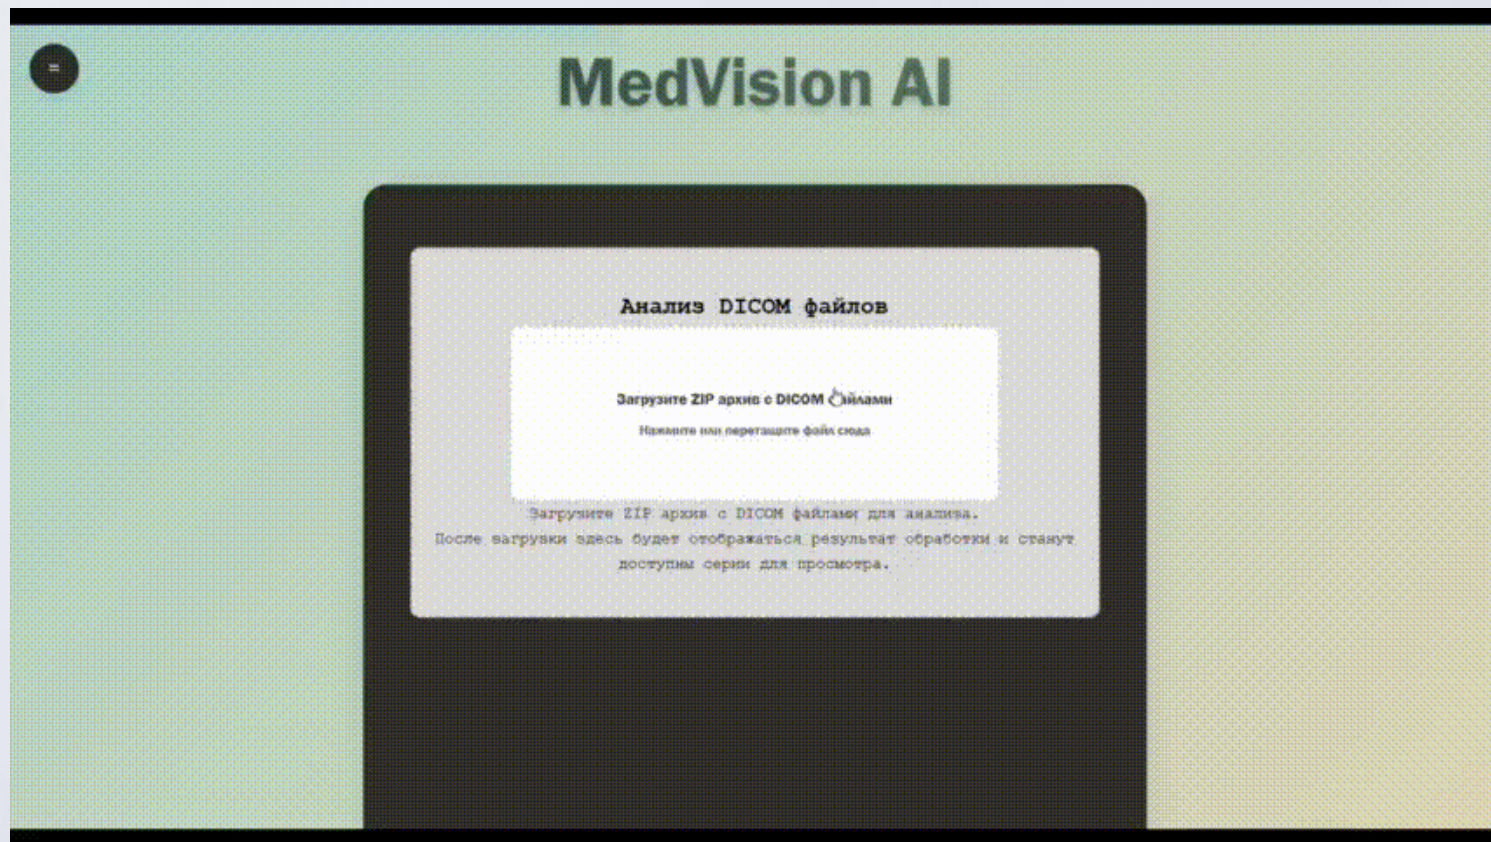 MedVision AI
Анализ DICOM файлов
Загрузите ZIP архив с DICOM файлами
Нажмите или перетащите файл сюда
Загрузите ZIP архив с DICOM файлами для анализа.
После загрузки здесь будет отображаться результат обработки и станут
доступны серии для просмотра.